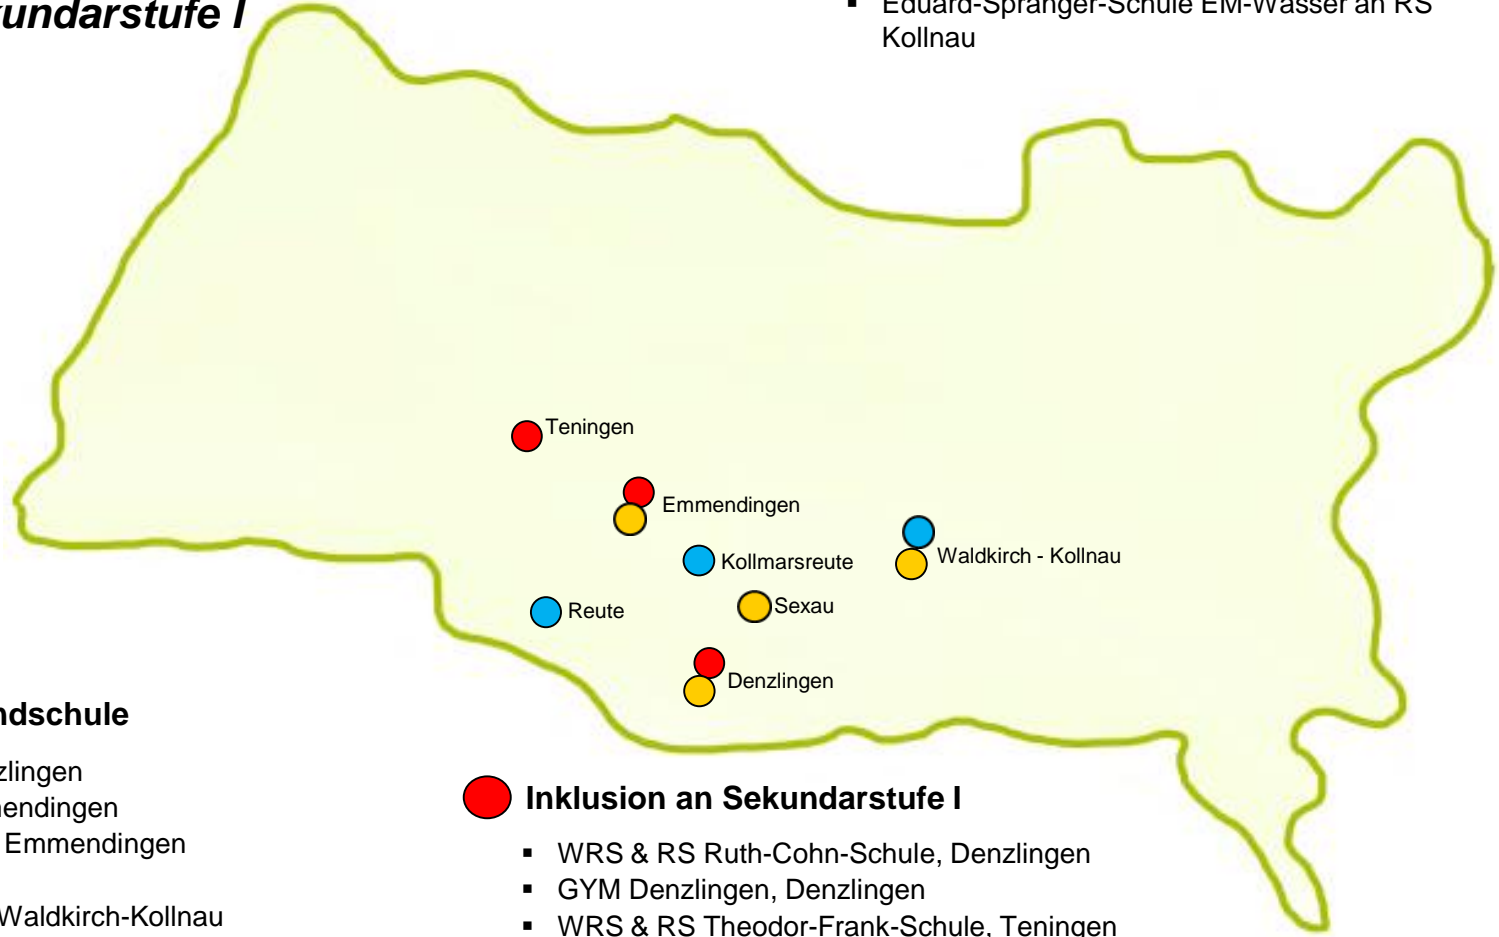 kundarstufe I
▪ Eduard-Spranger-Schule EM-Wasser an RS
Kollnau
Teningen
Emmendingen
Kollmarsreute
Waldkirch - Kollnau
Reute
Sexau
Denzlingen
ndschule
zlingen
endingen
Emmendingen
Waldkirch-Kollnau
Inklusion an Sekundarstufe I
▪ WRS & RS Ruth-Cohn-Schule, Denzlingen
▪ GYM Denzlingen, Denzlingen
▪ WRS & RS Theodor-Frank-Schule, Teningen